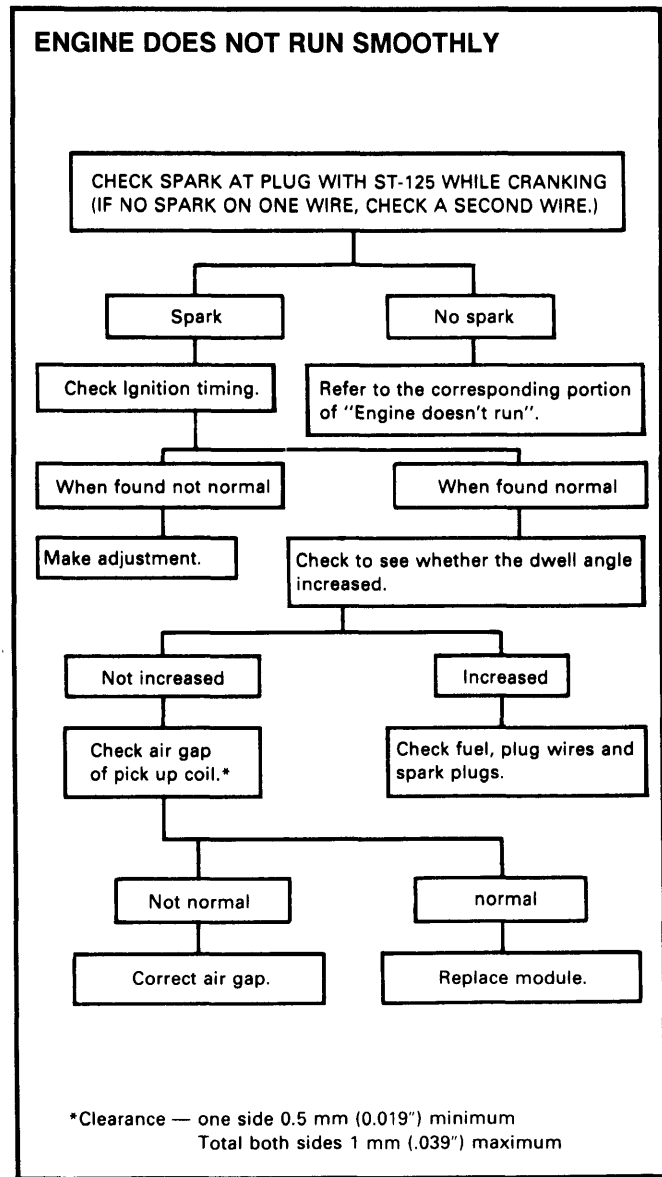 ENGINE DOES NOT RUN SMOOTHLY
CHECK SPARK AT PLUG WITH ST-125 WHILE CRANKING
(IF NO SPARK ON ONE WIRE, CHECK A SECOND WIRE.)
Spark
No spark
Check Ignition timing.
Refer to the corresponding portion
of "Engine doesn't run".
When found not normal
When found normal
Make adjustment.
Check to see whether the dwell angle
increased.
Not increased
Increased
Check air gap
of pick up coil.*
Check fuel, plug wires and
spark plugs.
Not normal
normal
Correct air gap.
Replace module.
*Clearance — one side 0.5 mm (0.019") minimum
Total both sides 1 mm (.039") maximum